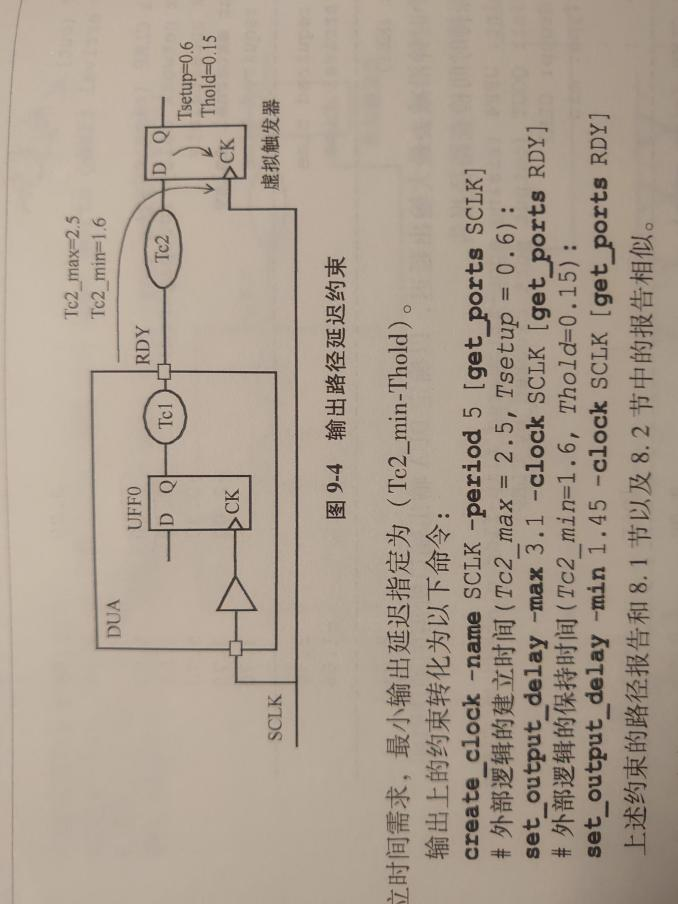 Tc2_max=2.5
Tc2_min=1.6
DUA
UFF0
D Q
CK
Tc1
RDY
Tc2
D Q
CK
Tsetup=0.6
Thold=0.15
SCLK
虚拟触发器
图 9-4 输出路径延迟约束
立时间需求，最小输出延迟指定为（Tc2_min-Thold）。
输出上的约束转化为以下命令：
create_clock -name SCLK -period 5 [get_ports SCLK]
# 外部逻辑的建立时间(Tc2_max = 2.5, Tsetup = 0.6):
set_output_delay -max 3.1 -clock SCLK [get_ports RDY]
# 外部逻辑的保持时间(Tc2_min=1.6, Thold=0.15):
set_output_delay -min 1.45 -clock SCLK [get_ports RDY]
上述约束的路径报告和 8.1 节以及 8.2 节中的报告相似。